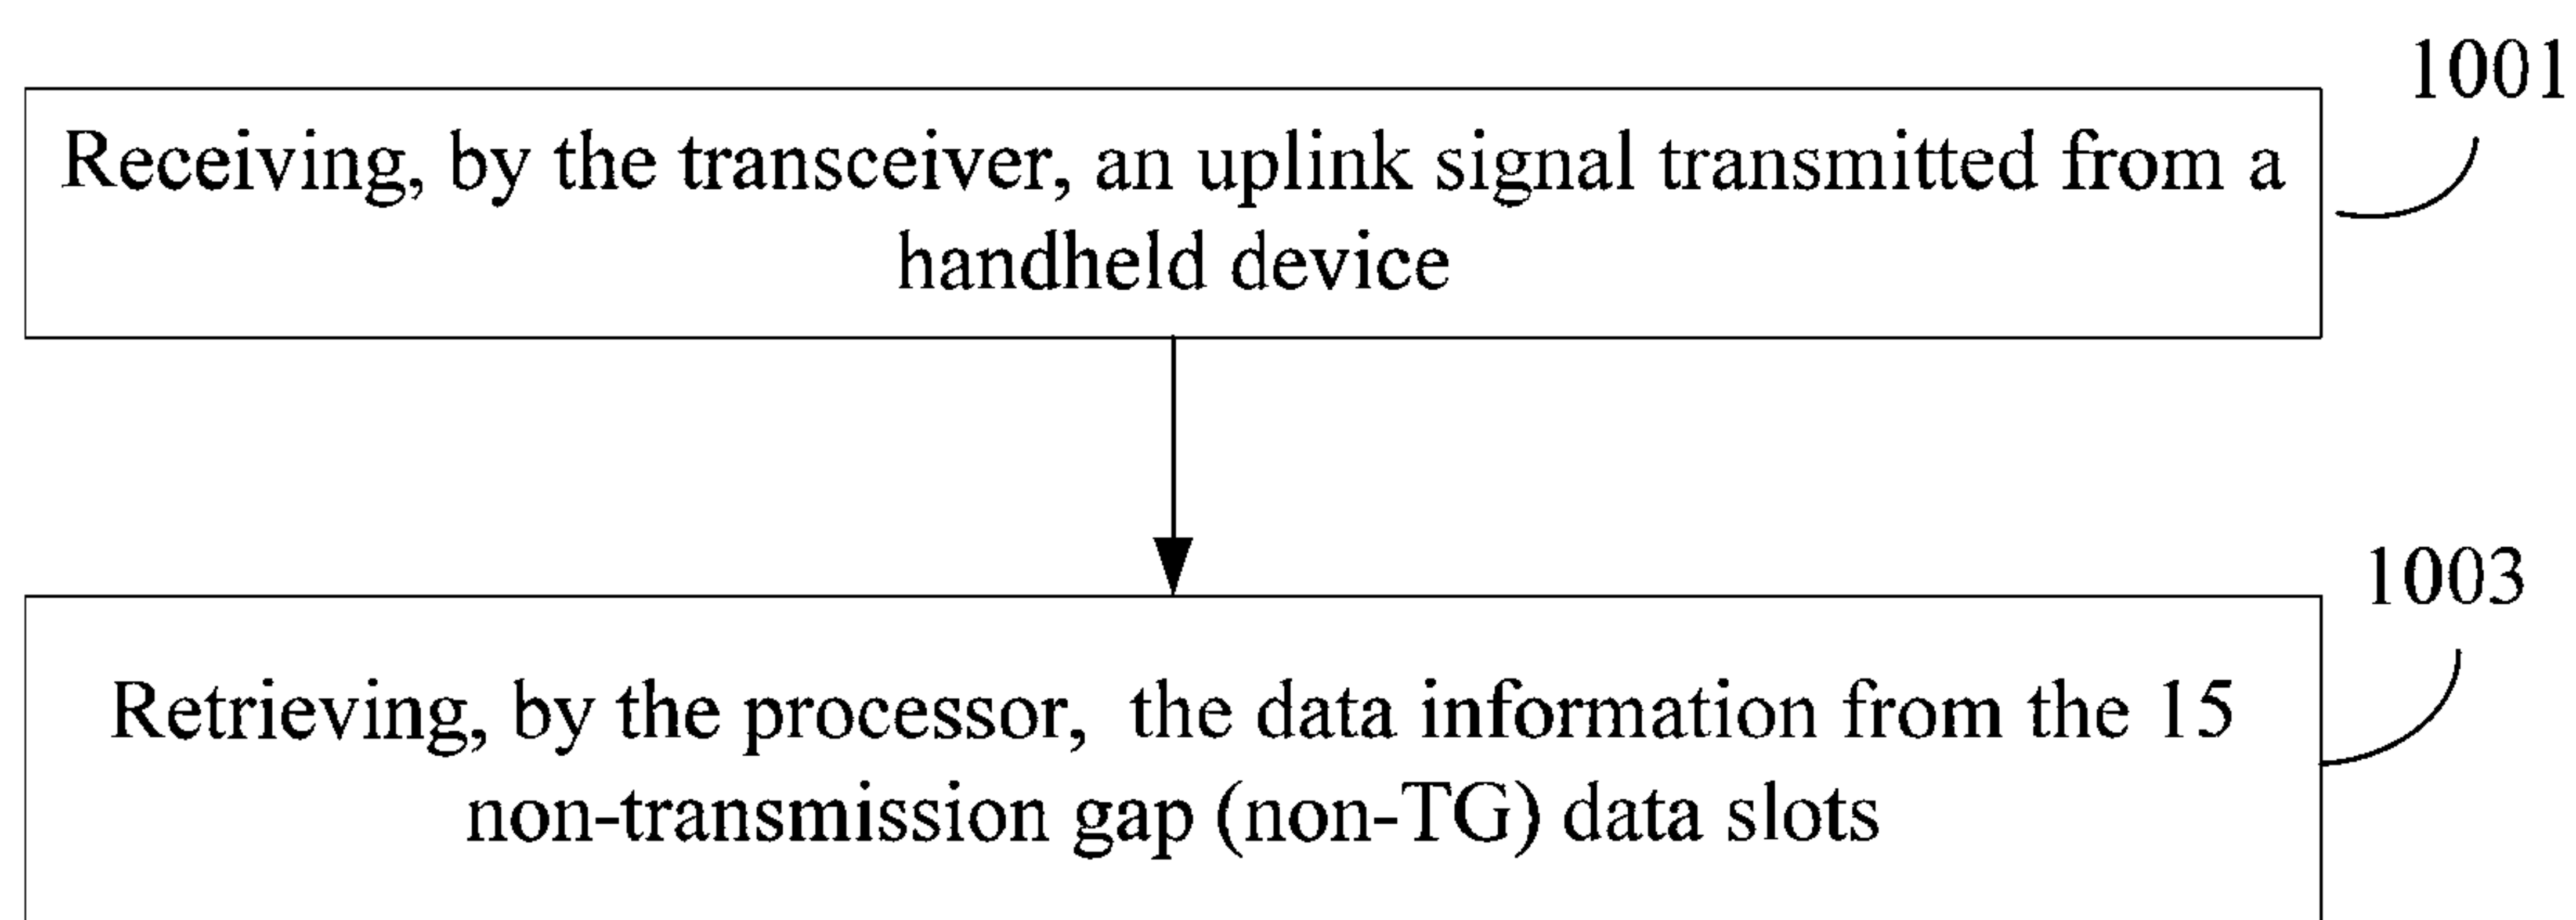 1001
Receiving, by the transceiver, an uplink signal transmitted from a
handheld device
1003
Retrieving, by the processor, the data information from the 15
non-transmission gap (non-TG) data slots